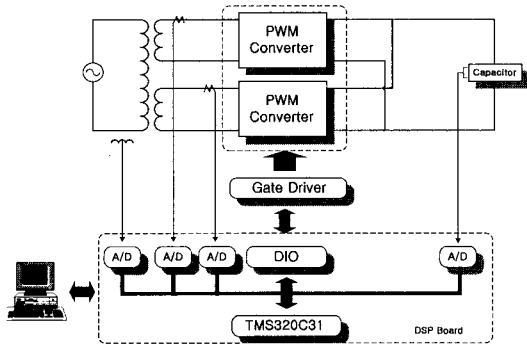 PWM
Converter
PWM
Converter
Capacitor
Gate Driver
A/D
A/D
A/D
DIO
A/D
TMS320C31
DSP Board